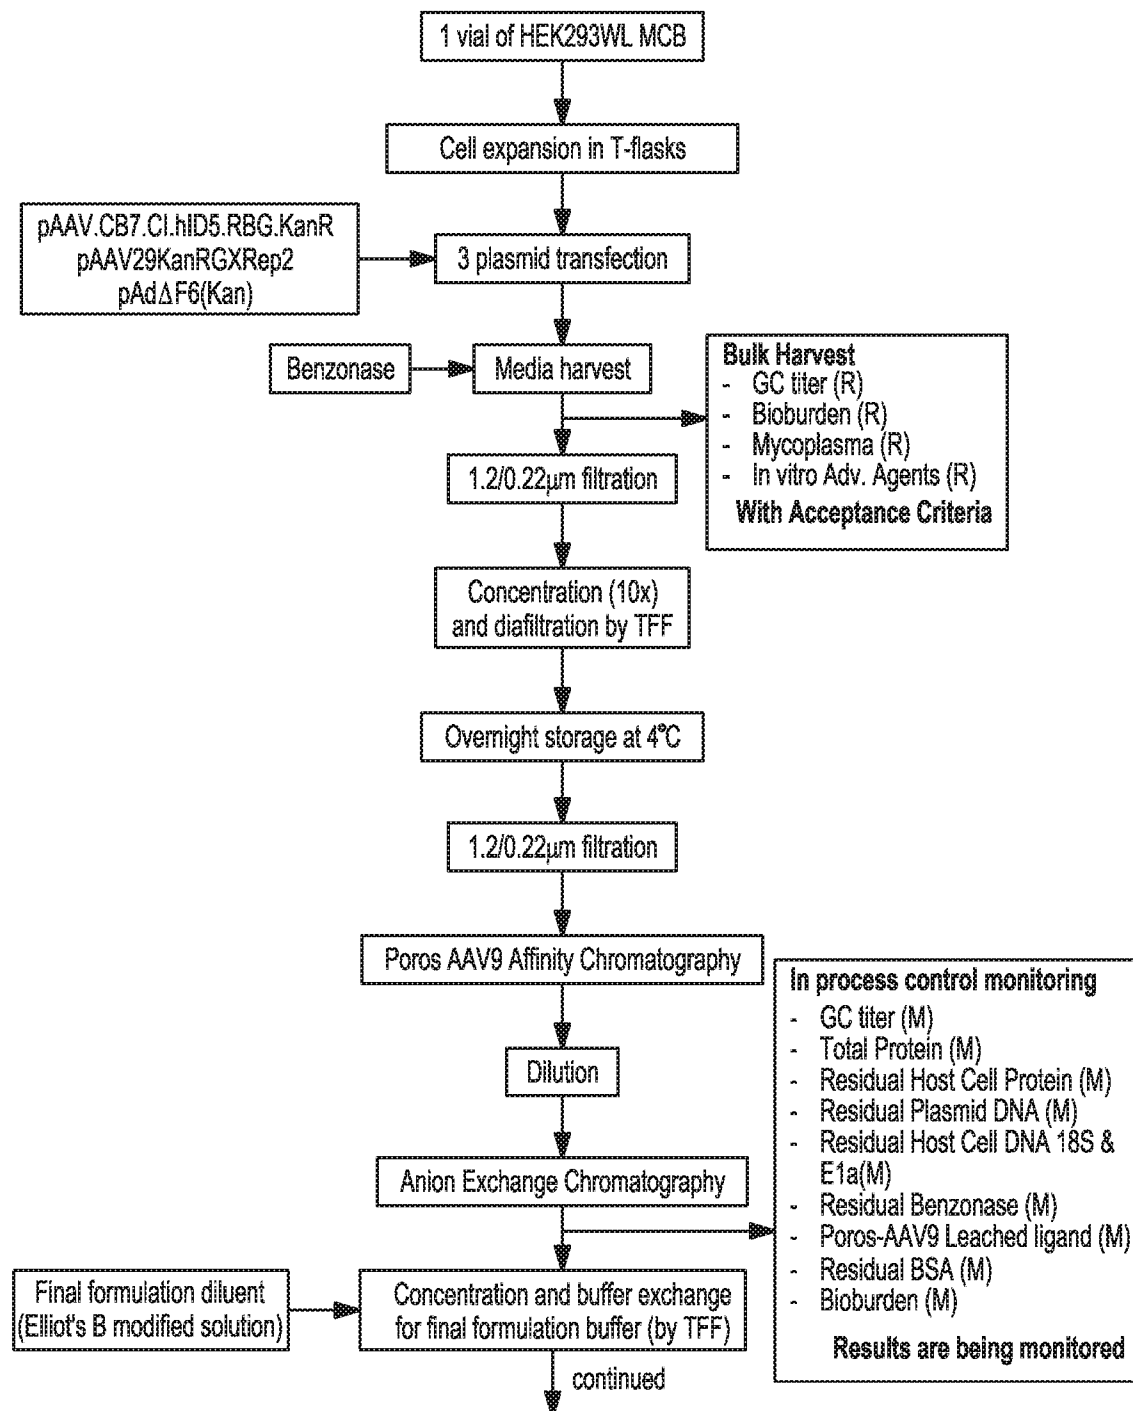 1 vial of HEK293WL MCB
Cell expansion in T-flasks
pAAV.CB7.CI.hID5.RBG.KanR
pAAV29KanRGXRep2
pAd∆F6(Kan)
3 plasmid transfection
Benzonase
Media harvest
Bulk Harvest
- GC titer (R)
- Bioburden (R)
- Mycoplasma (R)
- In vitro Adv. Agents (R)
With Acceptance Criteria
1.2/0.22µm filtration
Concentration (10x)
and diafiltration by TFF
Overnight storage at 4°C
1.2/0.22µm filtration
Poros AAV9 Affinity Chromatography
Dilution
Anion Exchange Chromatography
In process control monitoring
- GC titer (M)
- Total Protein (M)
- Residual Host Cell Protein (M)
- Residual Plasmid DNA (M)
- Residual Host Cell DNA 18S &
E1a(M)
- Residual Benzonase (M)
- Poros-AAV9 Leached ligand (M)
- Residual BSA (M)
- Bioburden (M)
Results are being monitored
Final formulation diluent
(Elliot's B modified solution)
Concentration and buffer exchange
for final formulation buffer (by TFF)
continued